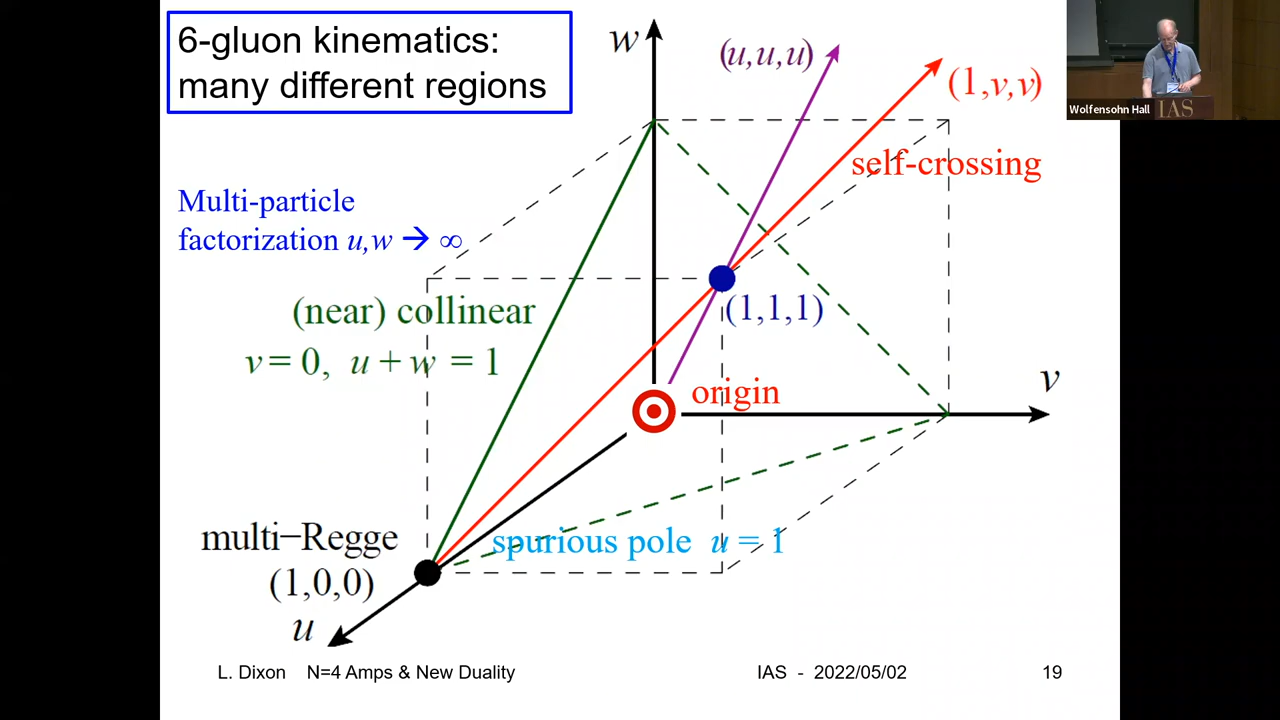 6-gluon kinematics:
many different regions
w
(u,u,u)
(1,v,v)
self-crossing
Multi-particle
factorization u,w → ∞
(near) collinear
v = 0, u + w = 1
(1,1,1)
origin
v
multi−Regge
(1,0,0)
u
spurious pole u = 1
L. Dixon N=4 Amps & New Duality
IAS - 2022/05/02
19
Wolfensohn Hall
IAS